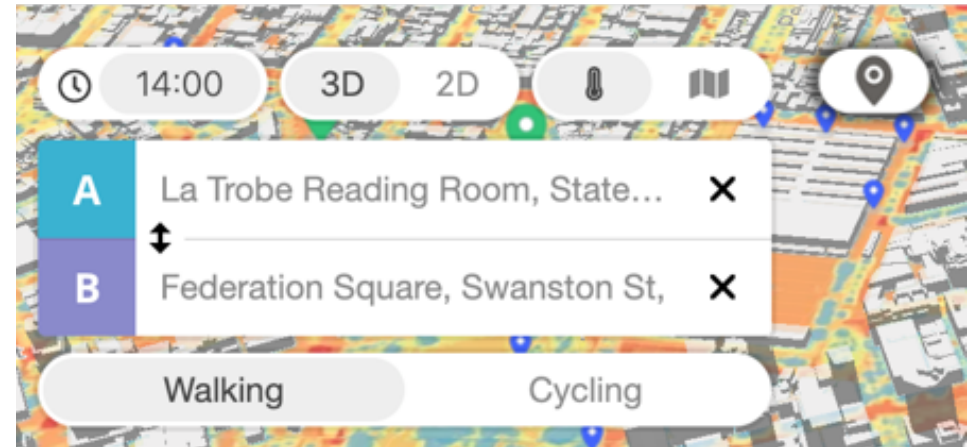 14:00 3D 2D
A La Trobe Reading Room, State...
B Federation Square, Swanston St,
Walking Cycling